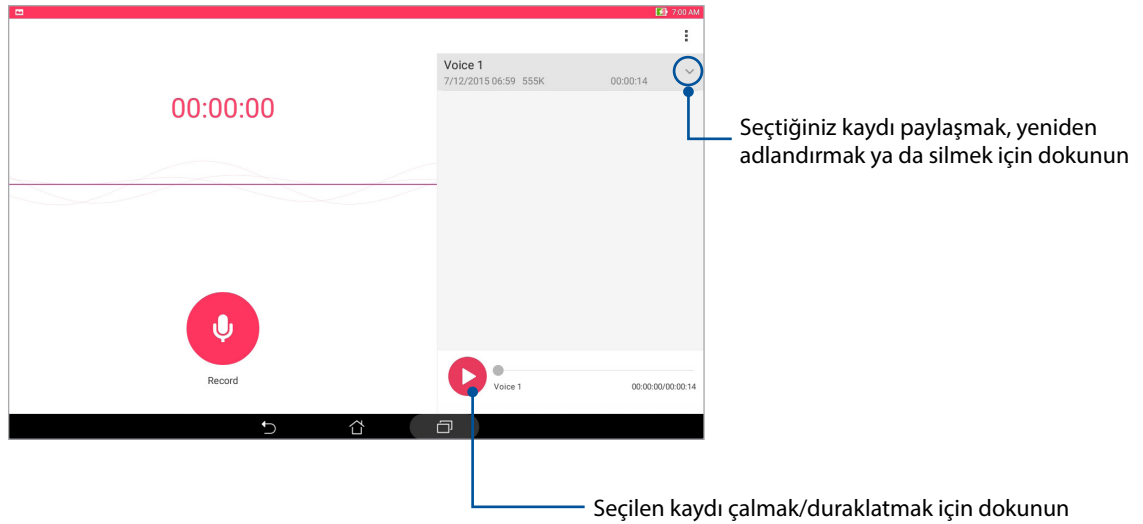 7:00 AM
Voice 1
7/12/2015 06:59 555K 00:00:14
00:00:00
Seçtiğiniz kaydı paylaşmak, yeniden
adlandırmak ya da silmek için dokunun
Record
Voice 1 00:00:00/00:00:14
Seçilen kaydı çalmak/duraklatmak için dokunun